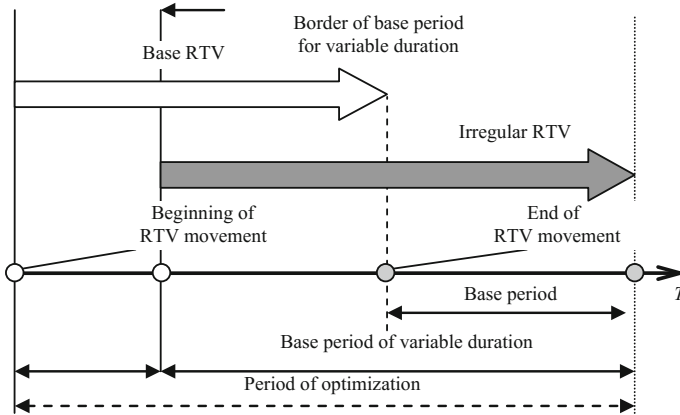 Border of base period
for variable duration
Base RTV
Irregular RTV
Beginning of
RTV movement
End of
RTV movement
T
Base period
Base period of variable duration
Period of optimization